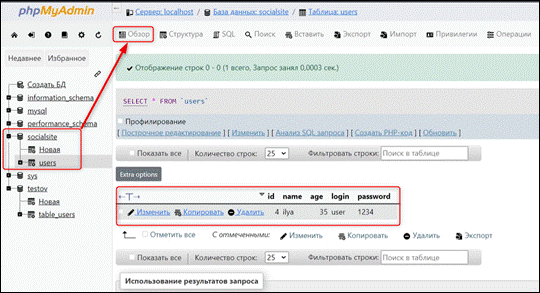 phpMyAdmin
Недавнее Избранное
Создать БД
information_schema
mysql
performance_schema
socialsite
Новая
users
sys
testov
Новая
table_users
Сервер: localhost / База данных: socialsite / Таблица: users
Обзор Структура SQL Поиск Вставить Экспорт Импорт Привилегии Операции
Отображение строк 0 - 0 (1 всего, Запрос занял 0,0003 сек.)
SELECT * FROM `users`
Профилирование
[ Построчное редактирование ] [ Изменить ] [ Анализ SQL запроса ] [ Создать PHP-код ] [ Обновить ]
Показать все Количество строк: 25 Фильтровать строки: Поиск в таблице
Extra options
←T→ id name age login password
Изменить Копировать Удалить 4 ilya 35 user 1234
Отметить все С отмеченными: Изменить Копировать Удалить Экспорт
Показать все Количество строк: 25 Фильтровать строки: Поиск в таблице
Использование результатов запроса